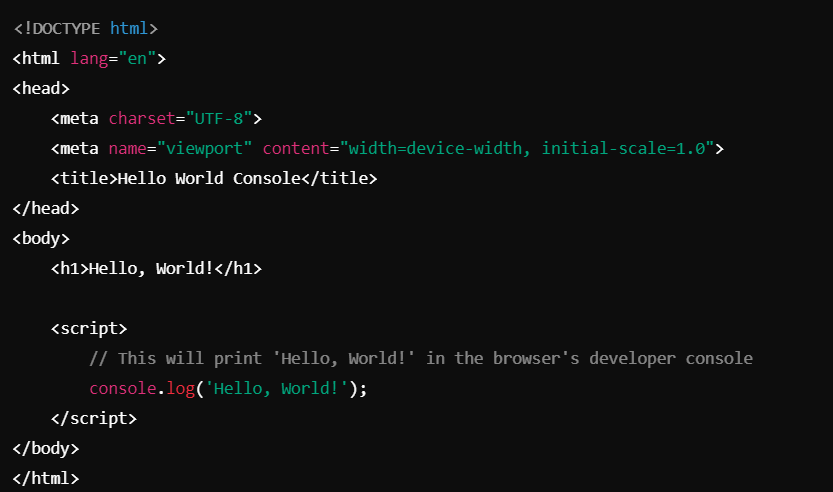 <!DOCTYPE html>
<html lang="en">
<head>
    <meta charset="UTF-8">
    <meta name="viewport" content="width=device-width, initial-scale=1.0">
    <title>Hello World Console</title>
</head>
<body>
    <h1>Hello, World!</h1>

    <script>
        // This will print 'Hello, World!' in the browser's developer console
        console.log('Hello, World!');
    </script>
</body>
</html>